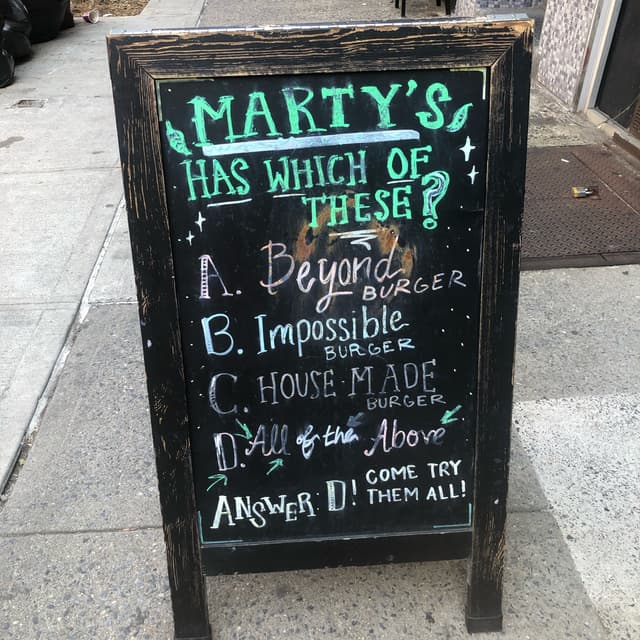 MARTY'S
HAS WHICH OF
THESE?
A. Beyond
BURGER
B. Impossible
BURGER
C. HOUSE MADE
BURGER
D. All of the Above
ANSWER: D! COME TRY
THEM ALL!